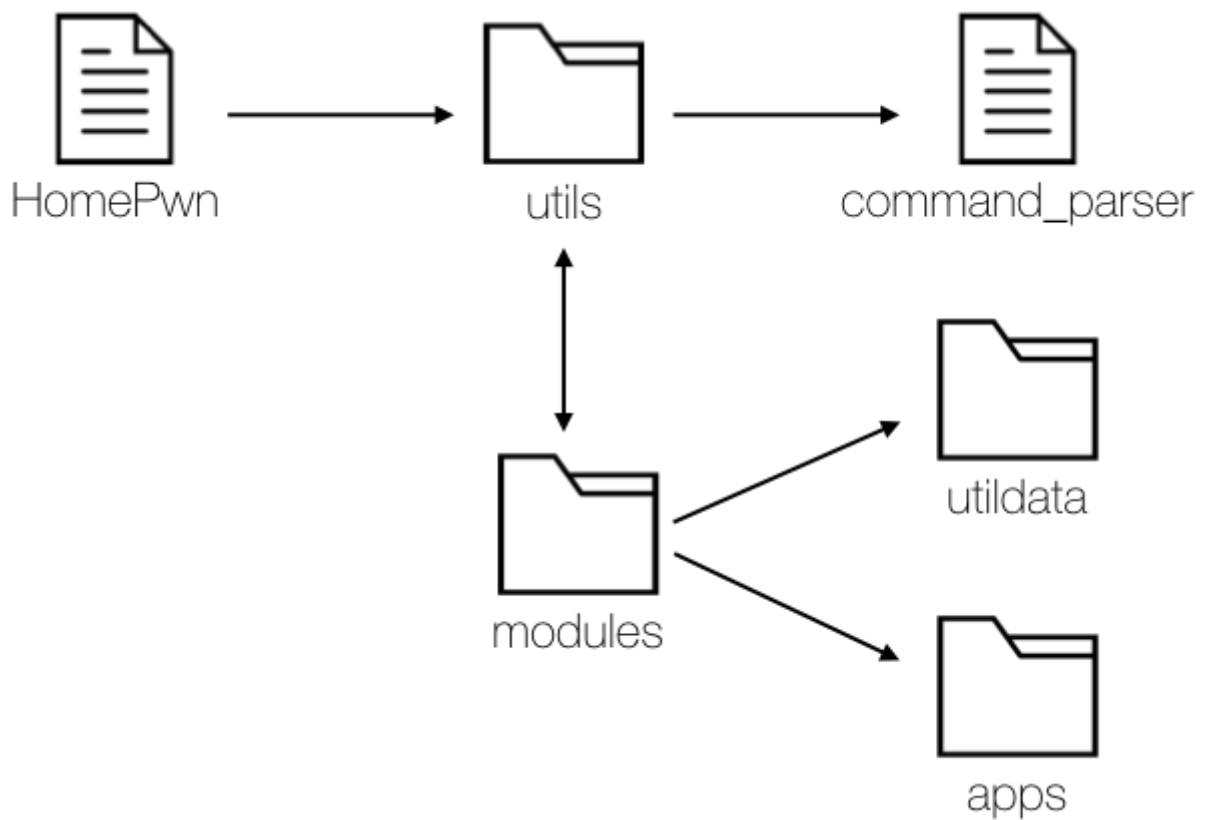 HomePwn
utils
command_parser
utildata
modules
apps